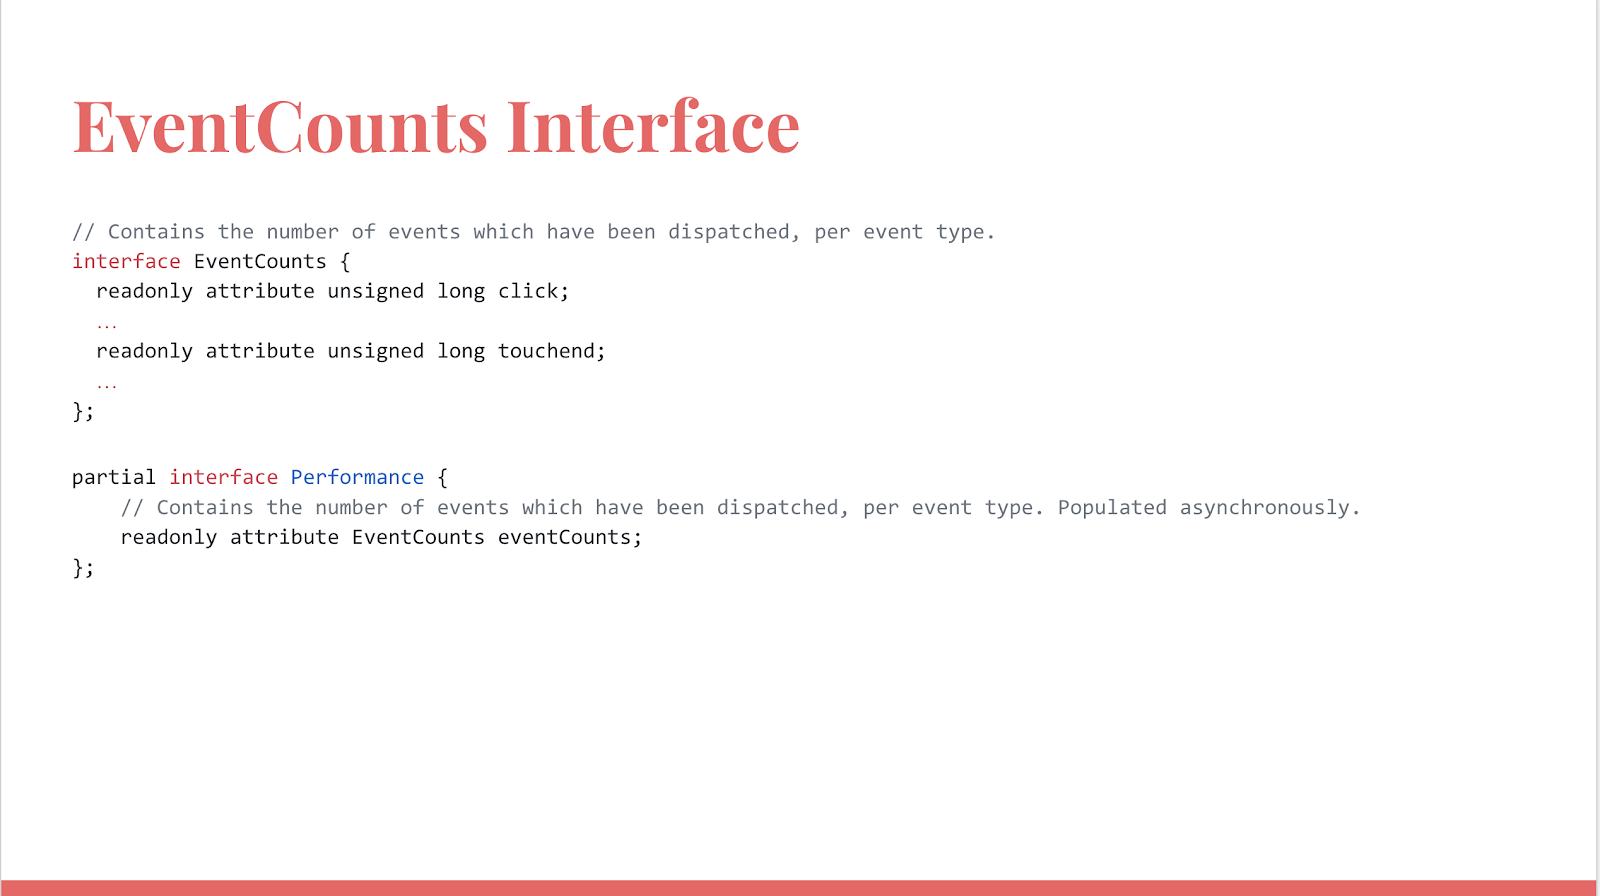 EventCounts Interface
// Contains the number of events which have been dispatched, per event type.
interface EventCounts {
  readonly attribute unsigned long click;
  ...
  readonly attribute unsigned long touchend;
  ...
};
partial interface Performance {
    // Contains the number of events which have been dispatched, per event type. Populated asynchronously.
    readonly attribute EventCounts eventCounts;
};